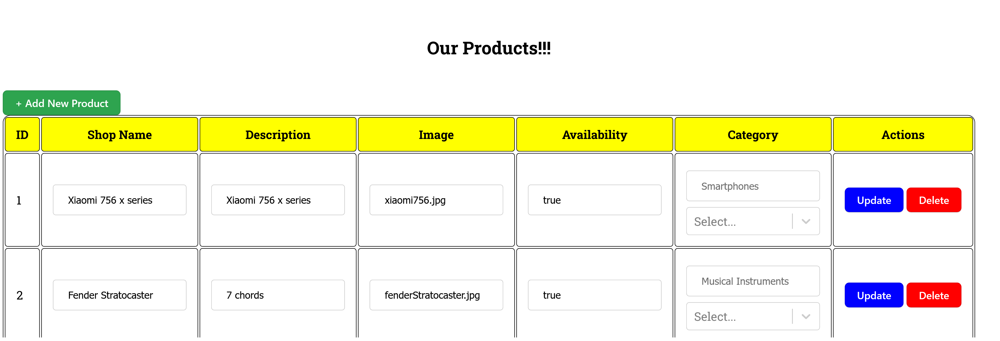 Our Products!!!
+ Add New Product
ID Shop Name Description Image Availability Category Actions
1 Xiaomi 756 x series Xiaomi 756 x series xiaomi756.jpg true Smartphones Update Delete
Select...
2 Fender Stratocaster 7 chords fenderStratocaster.jpg true Musical Instruments Update Delete
Select...